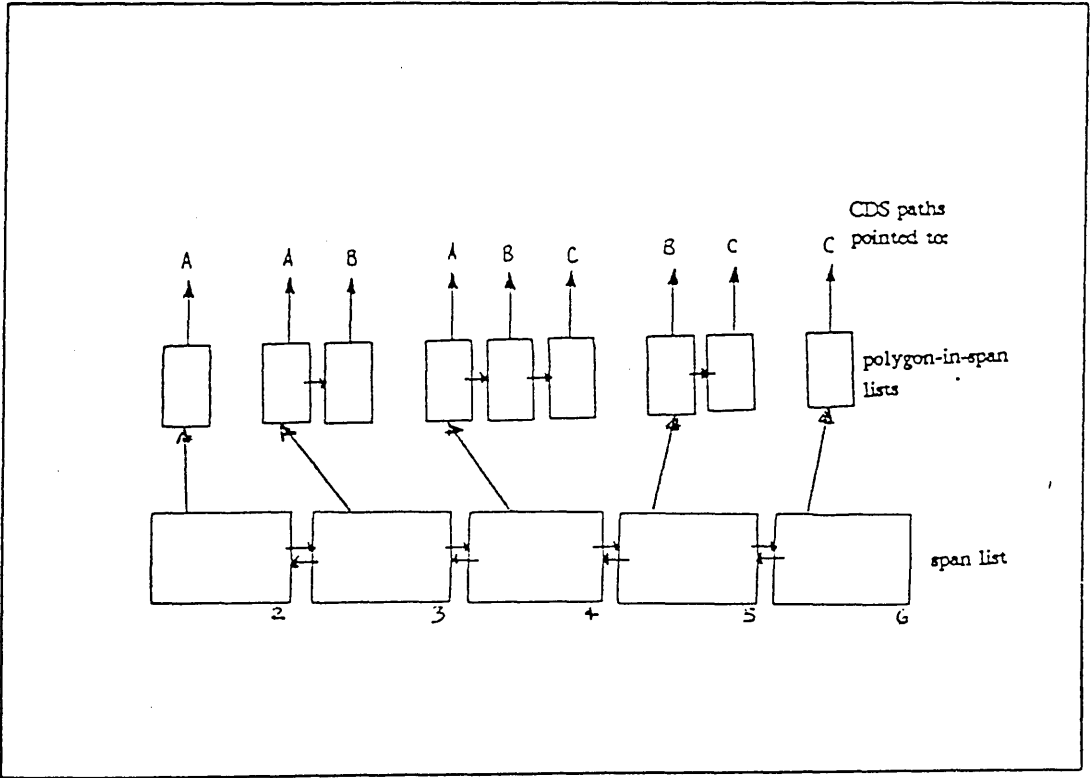 CDS paths
pointed to:
A A B A B C B C C
polygon-in-span
lists
span list
2 3 4 5 6